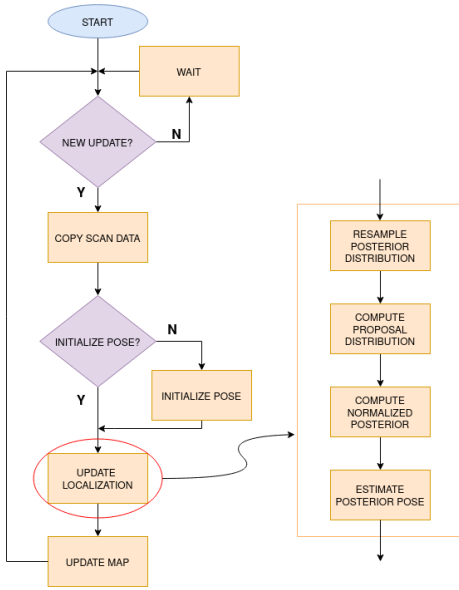 START
WAIT
NEW UPDATE?
N
Y
COPY SCAN DATA
INITIALIZE POSE?
N
Y
INITIALIZE POSE
UPDATE
LOCALIZATION
UPDATE MAP
RESAMPLE
POSTERIOR
DISTRIBUTION
COMPUTE
PROPOSAL
DISTRIBUTION
COMPUTE
NORMALIZED
POSTERIOR
ESTIMATE
POSTERIOR POSE